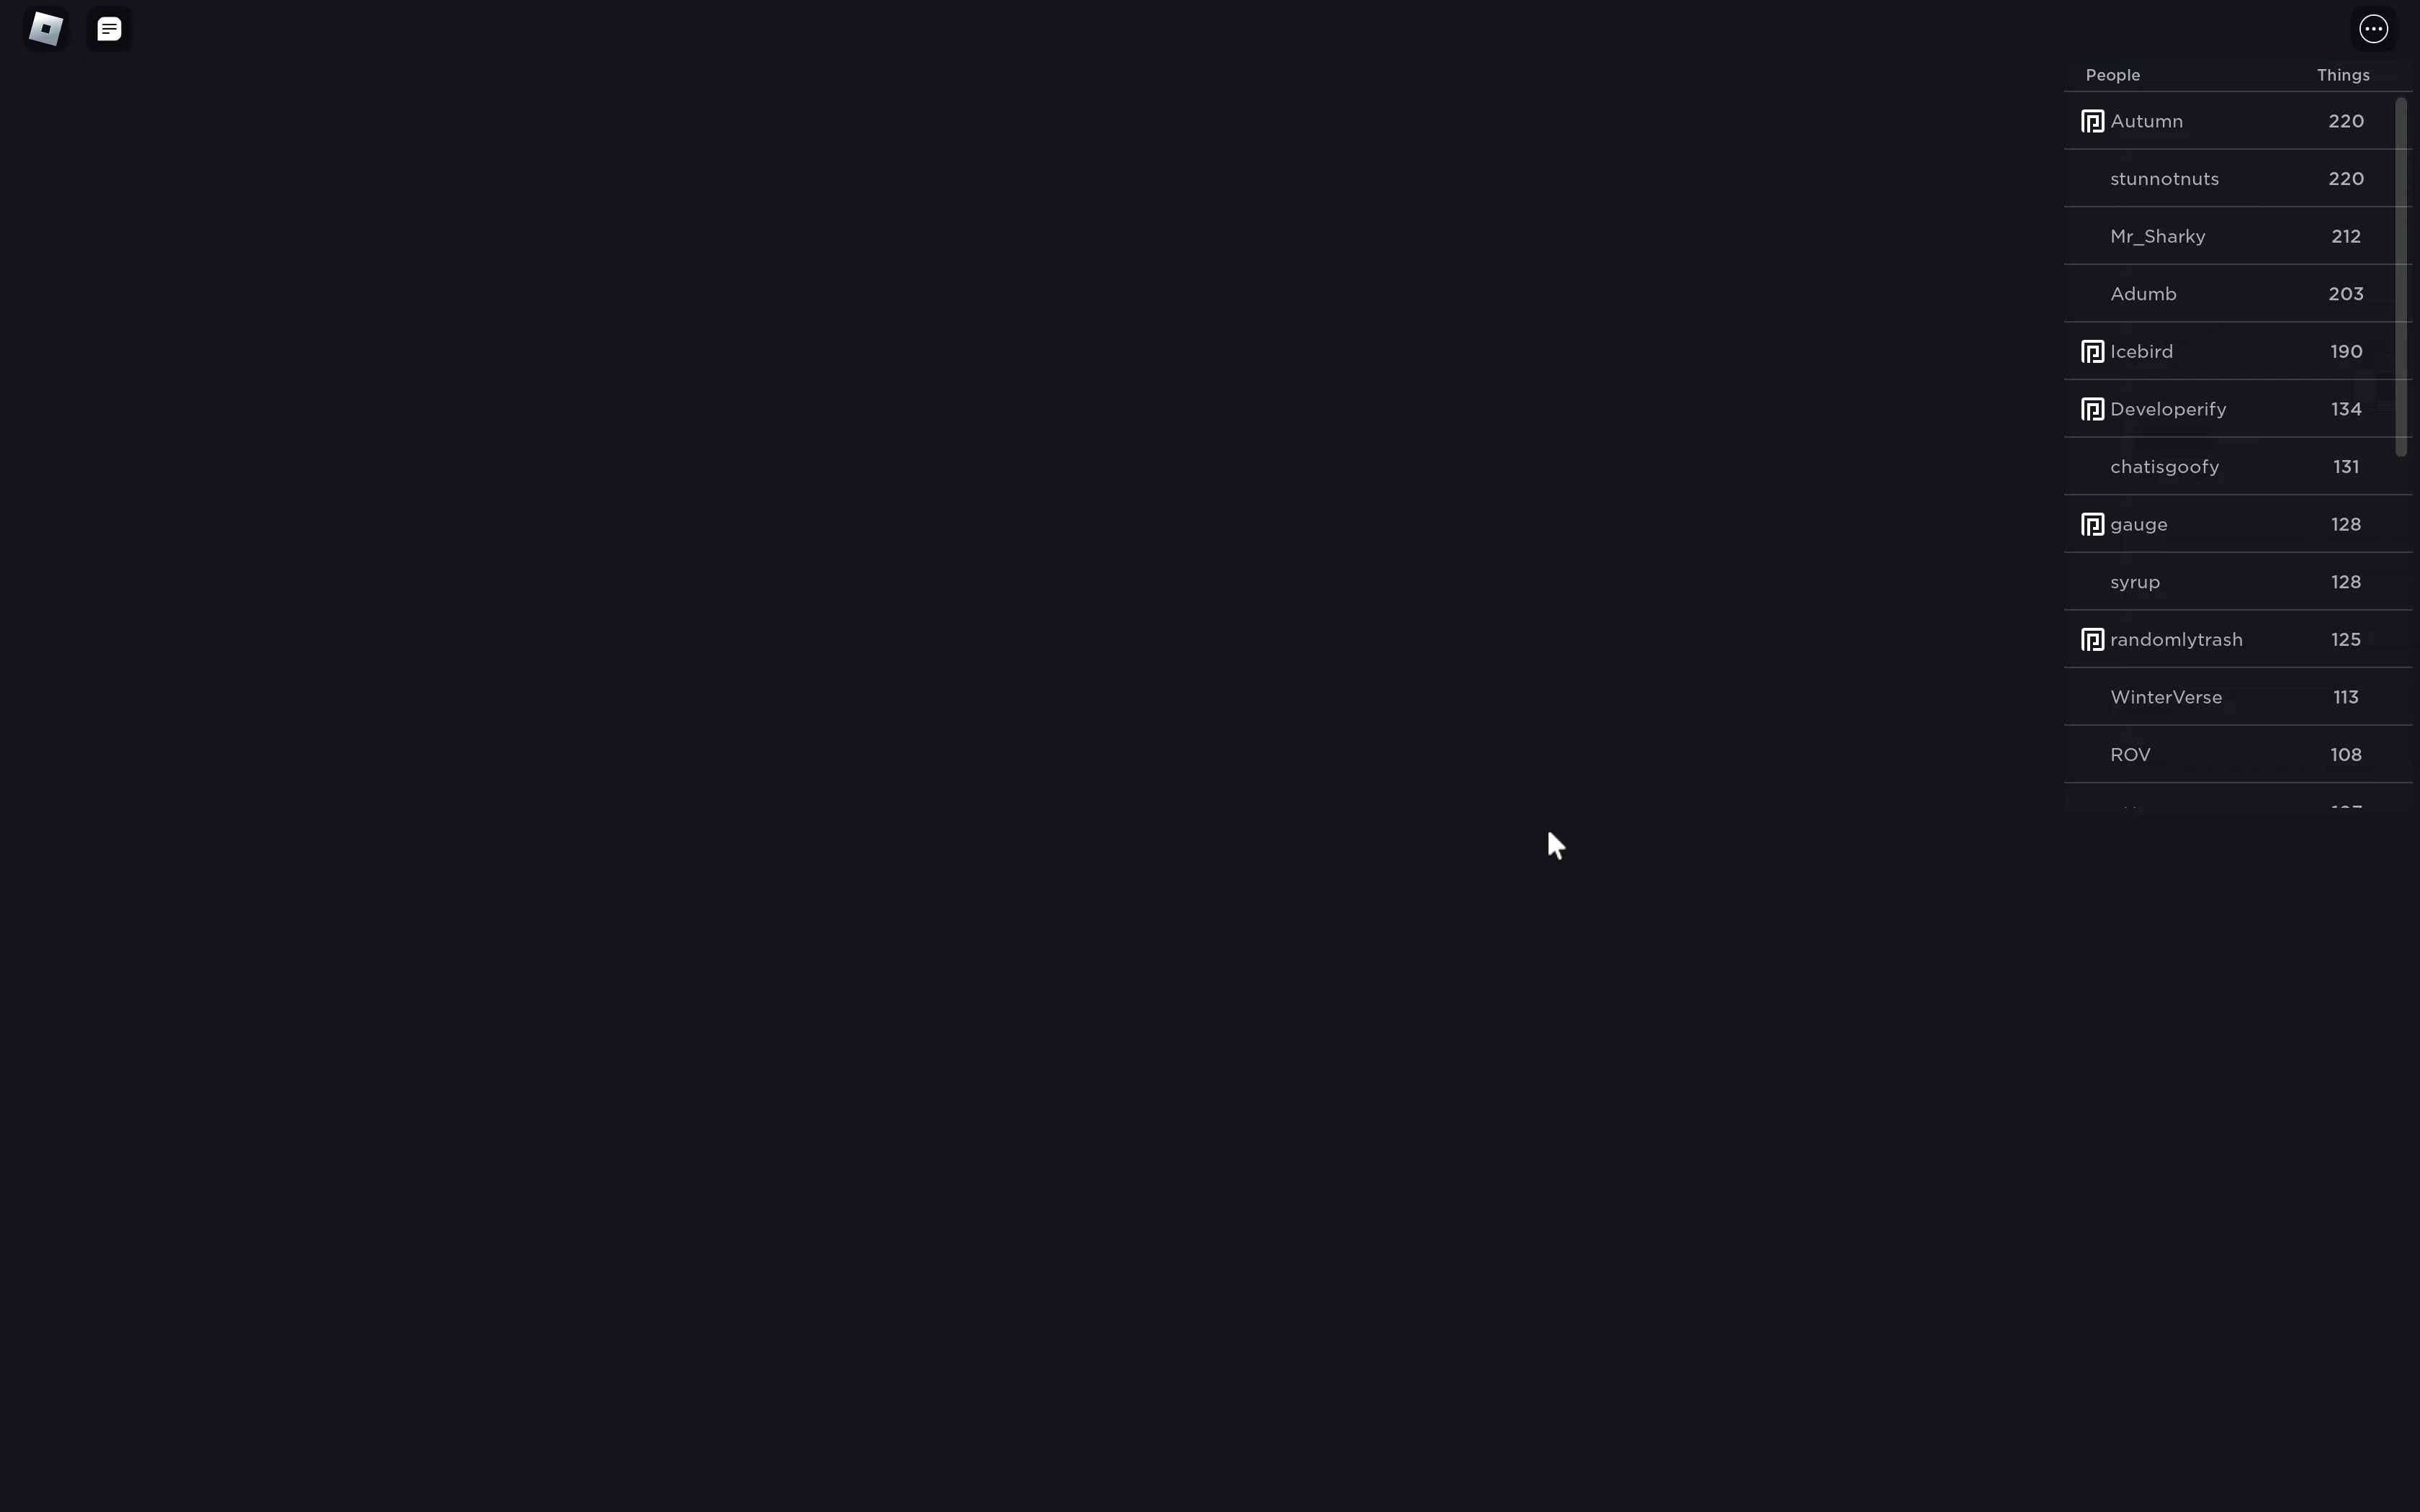 People Things
Autumn 220
stunnotnuts 220
Mr_Sharky 212
Adumb 203
Icebird 190
Developerify 134
chatisgoofy 131
gauge 128
syrup 128
randomlytrash 125
WinterVerse 113
ROV 108